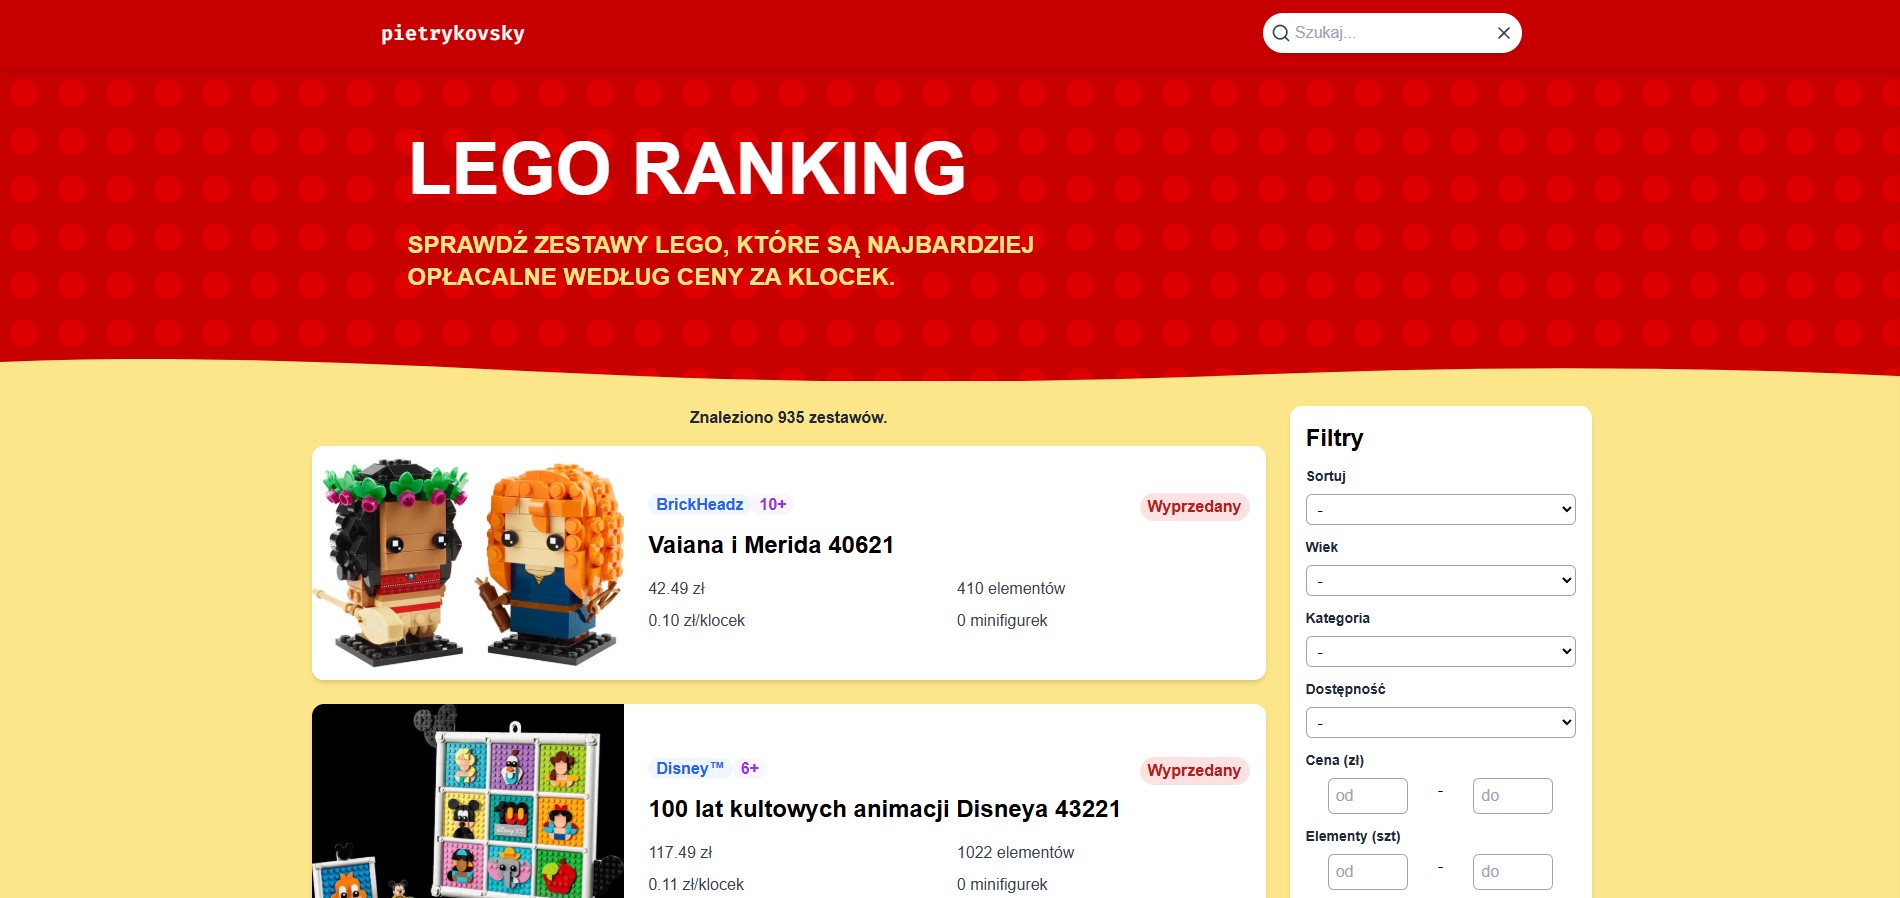 pietrykovsky
Szukaj...
LEGO RANKING
SPRAWDŹ ZESTAWY LEGO, KTÓRE SĄ NAJBARDZIEJ
OPŁACALNE WEDŁUG CENY ZA KLOCEK.
Znaleziono 935 zestawów.
BrickHeadz 10+
Wyprzedany
Vaiana i Merida 40621
42.49 zł
410 elementów
0.10 zł/klocek
0 minifigurek
Disney™ 6+
Wyprzedany
100 lat kultowych animacji Disneya 43221
117.49 zł
1022 elementów
0.11 zł/klocek
0 minifigurek
Filtry
Sortuj
-
Wiek
-
Kategoria
-
Dostępność
-
Cena (zł)
od - do
Elementy (szt)
od - do